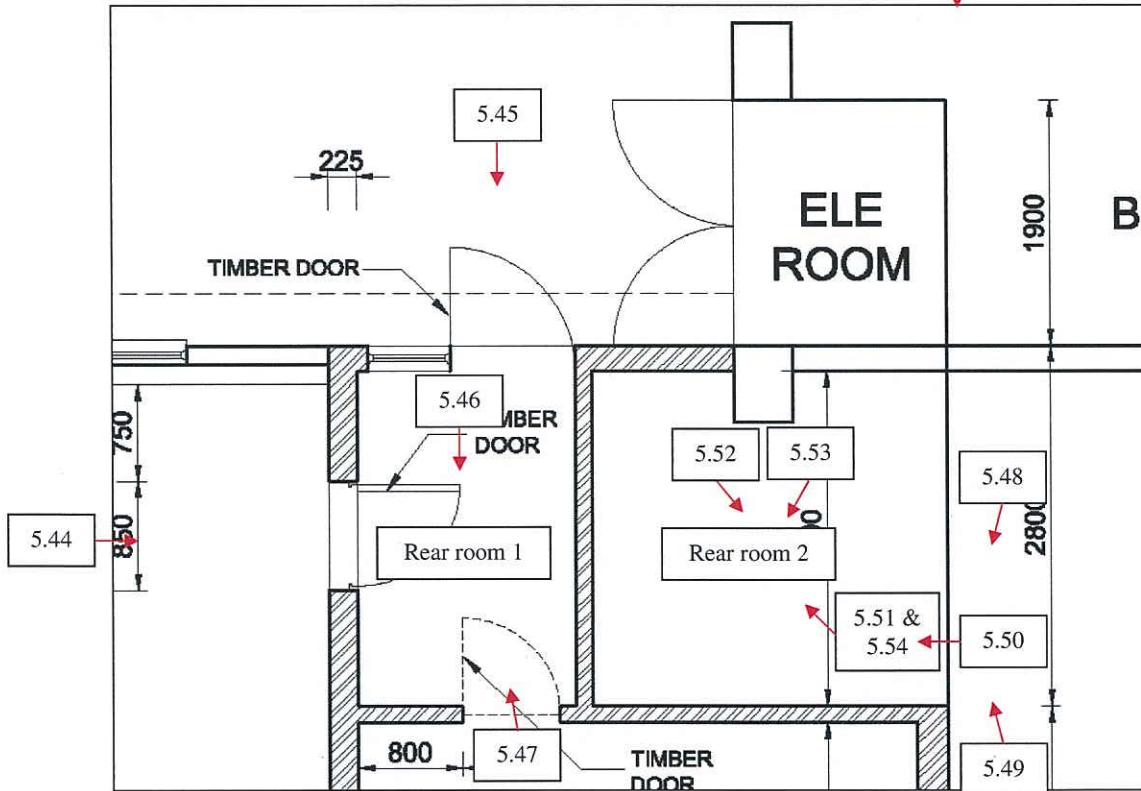 5.45
225
ELE
ROOM
1900
B
TIMBER DOOR
5.46
MBER
DOOR
750
5.52
5.53
5.48
5.44
850
Rear room 1
Rear room 2
2800
5.51 &
5.54
5.50
800
5.47
TIMBER
DOOR
5.49